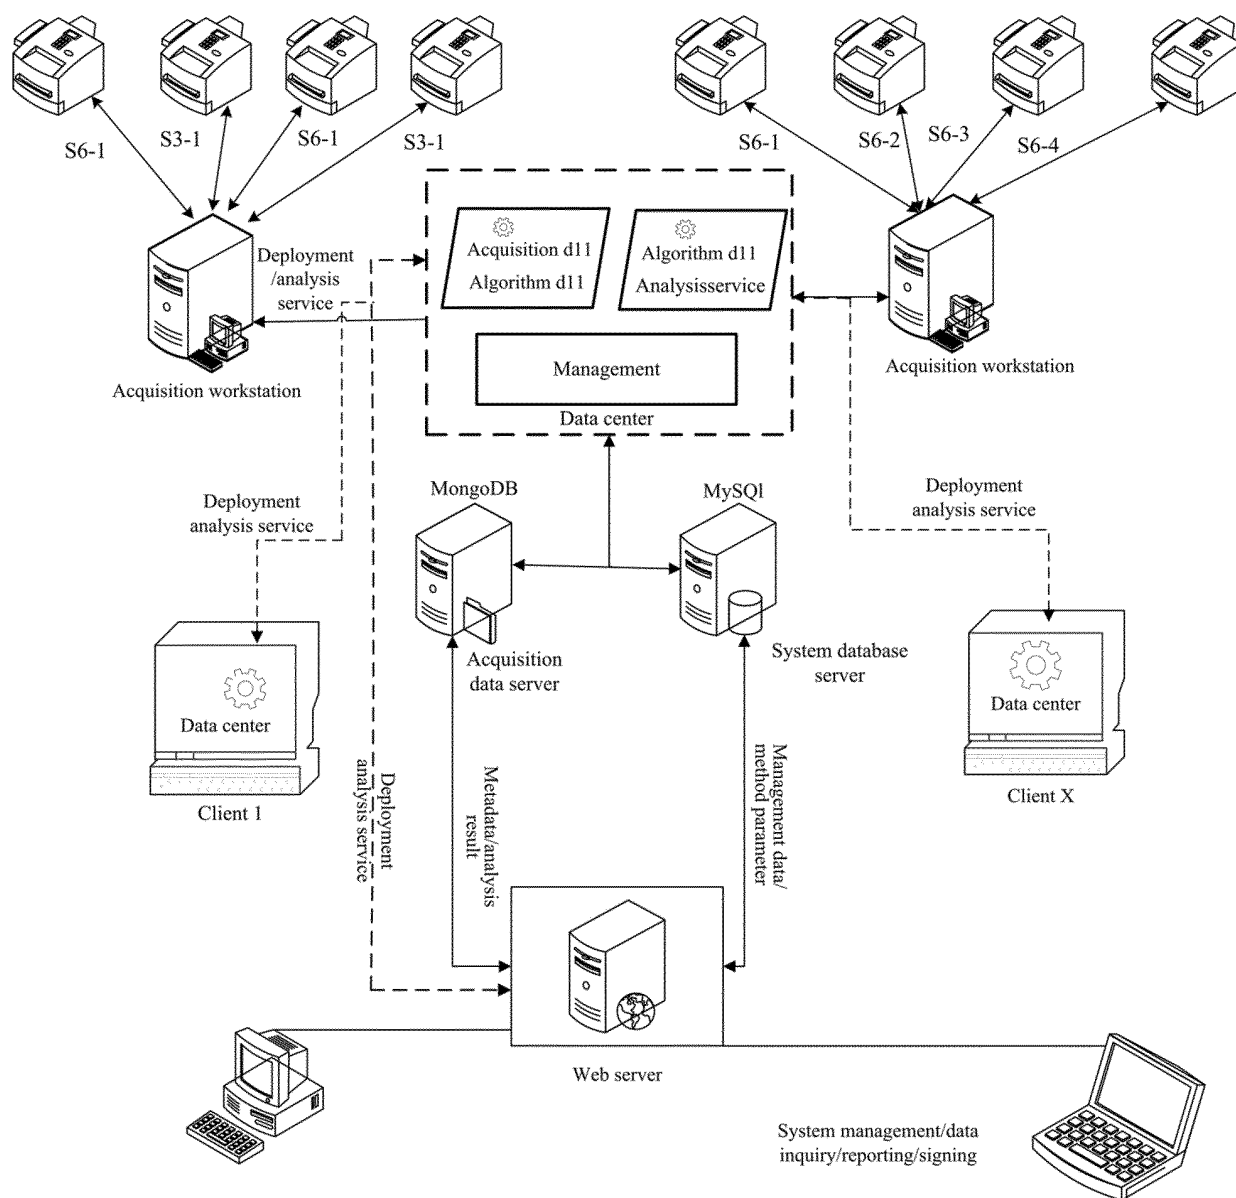 S6-1
S3-1
S6-1
S3-1
S6-1
S6-2
S6-3
S6-4
Deployment
/analysis
service
Acquisition d11
Algorithm d11
Algorithm d11
Analysisservice
Management
Data center
Acquisition workstation
Acquisition workstation
MongoDB
MySQl
Deployment
analysis service
Deployment
analysis service
Acquisition
data server
System database
server
Data center
Client 1
Data center
Client X
Deployment
analysis service
Metadata/analysis
result
Management data/
method parameter
Web server
System management/data
inquiry/reporting/signing